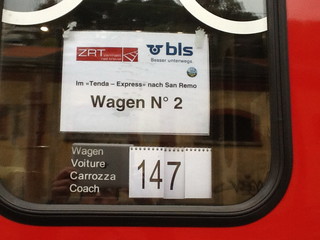 ZRT bls
Besser unterwegs
Im «Tenda – Express» nach San Remo
Wagen N° 2
Wagen
Voiture
Carrozza
Coach
147